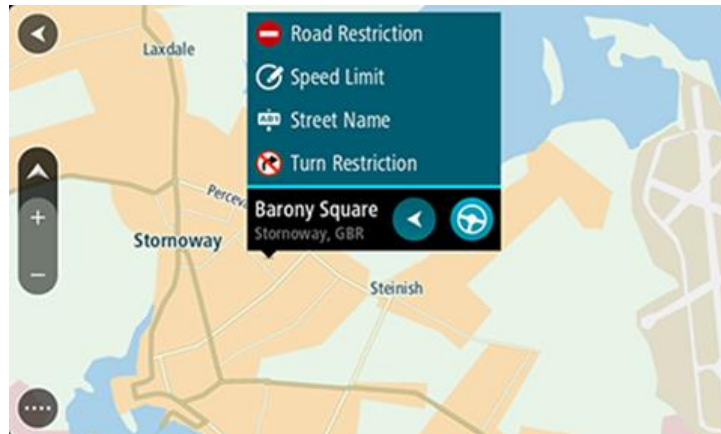 Road Restriction
Laxdale
Speed Limit
Street Name
Turn Restriction
Barony Square
Stornoway, GBR
Stornoway
Steinish